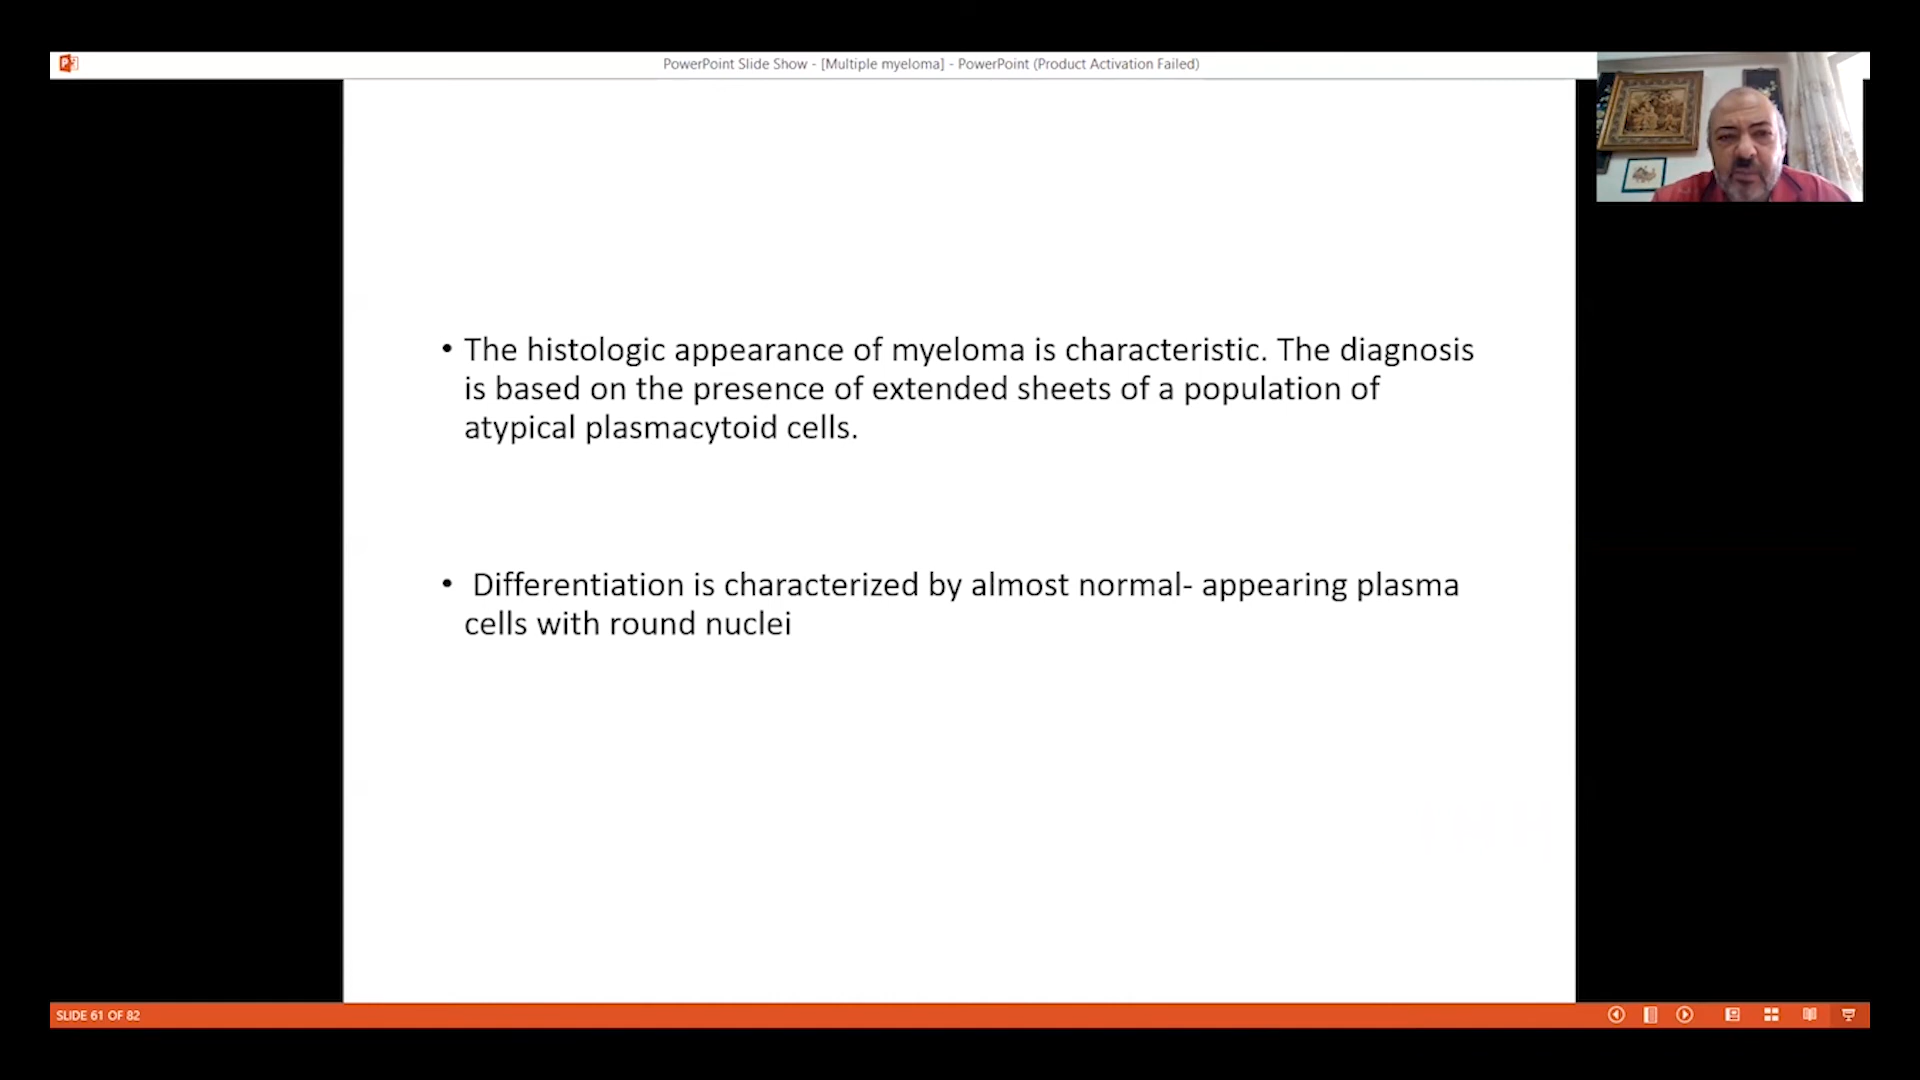 PowerPoint Slide Show - [Multiple myeloma] - PowerPoint (Product Activation Failed)
• The histologic appearance of myeloma is characteristic. The diagnosis
is based on the presence of extended sheets of a population of
atypical plasmacytoid cells.
• Differentiation is characterized by almost normal- appearing plasma
cells with round nuclei
SLIDE 61 OF 82